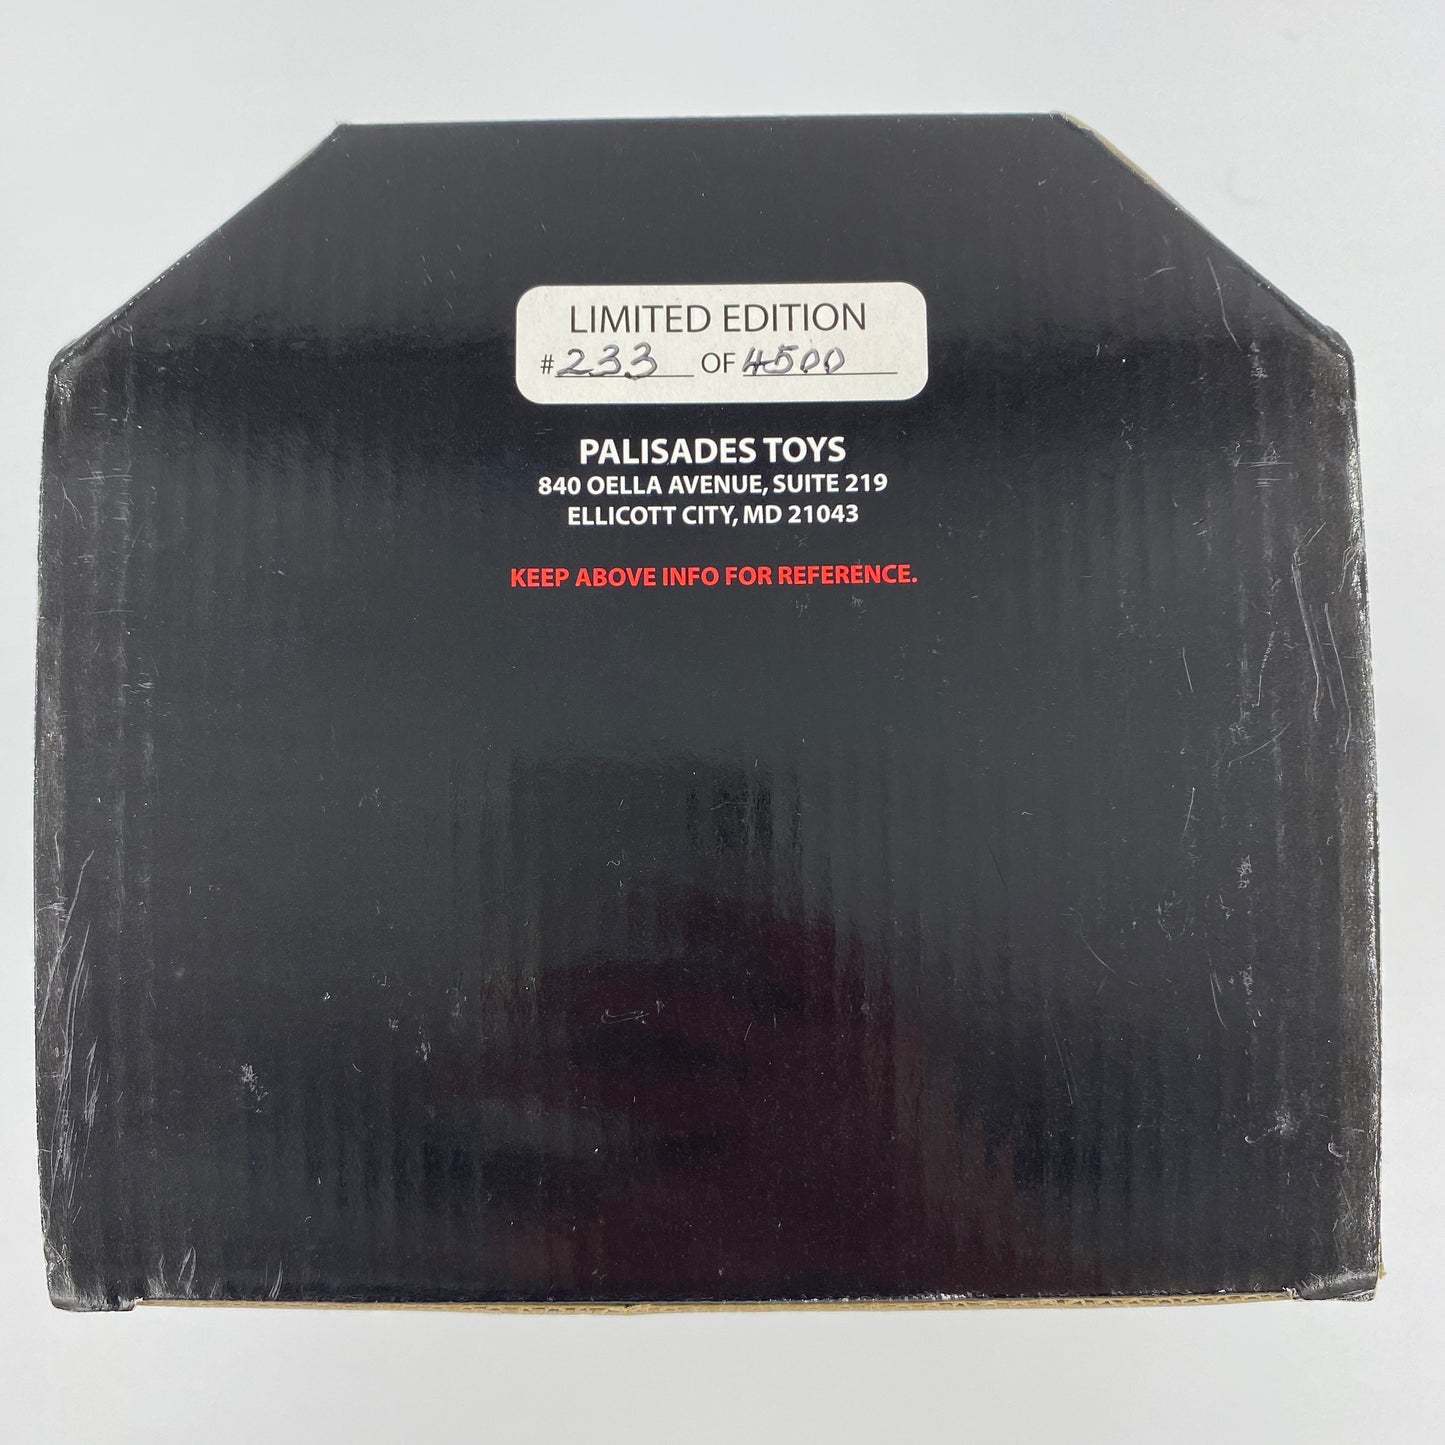 LIMITED EDITION
#233 OF 4500
PALISADES TOYS
840 OELLA AVENUE, SUITE 219
ELLICOTT CITY, MD 21043
KEEP ABOVE INFO FOR REFERENCE.